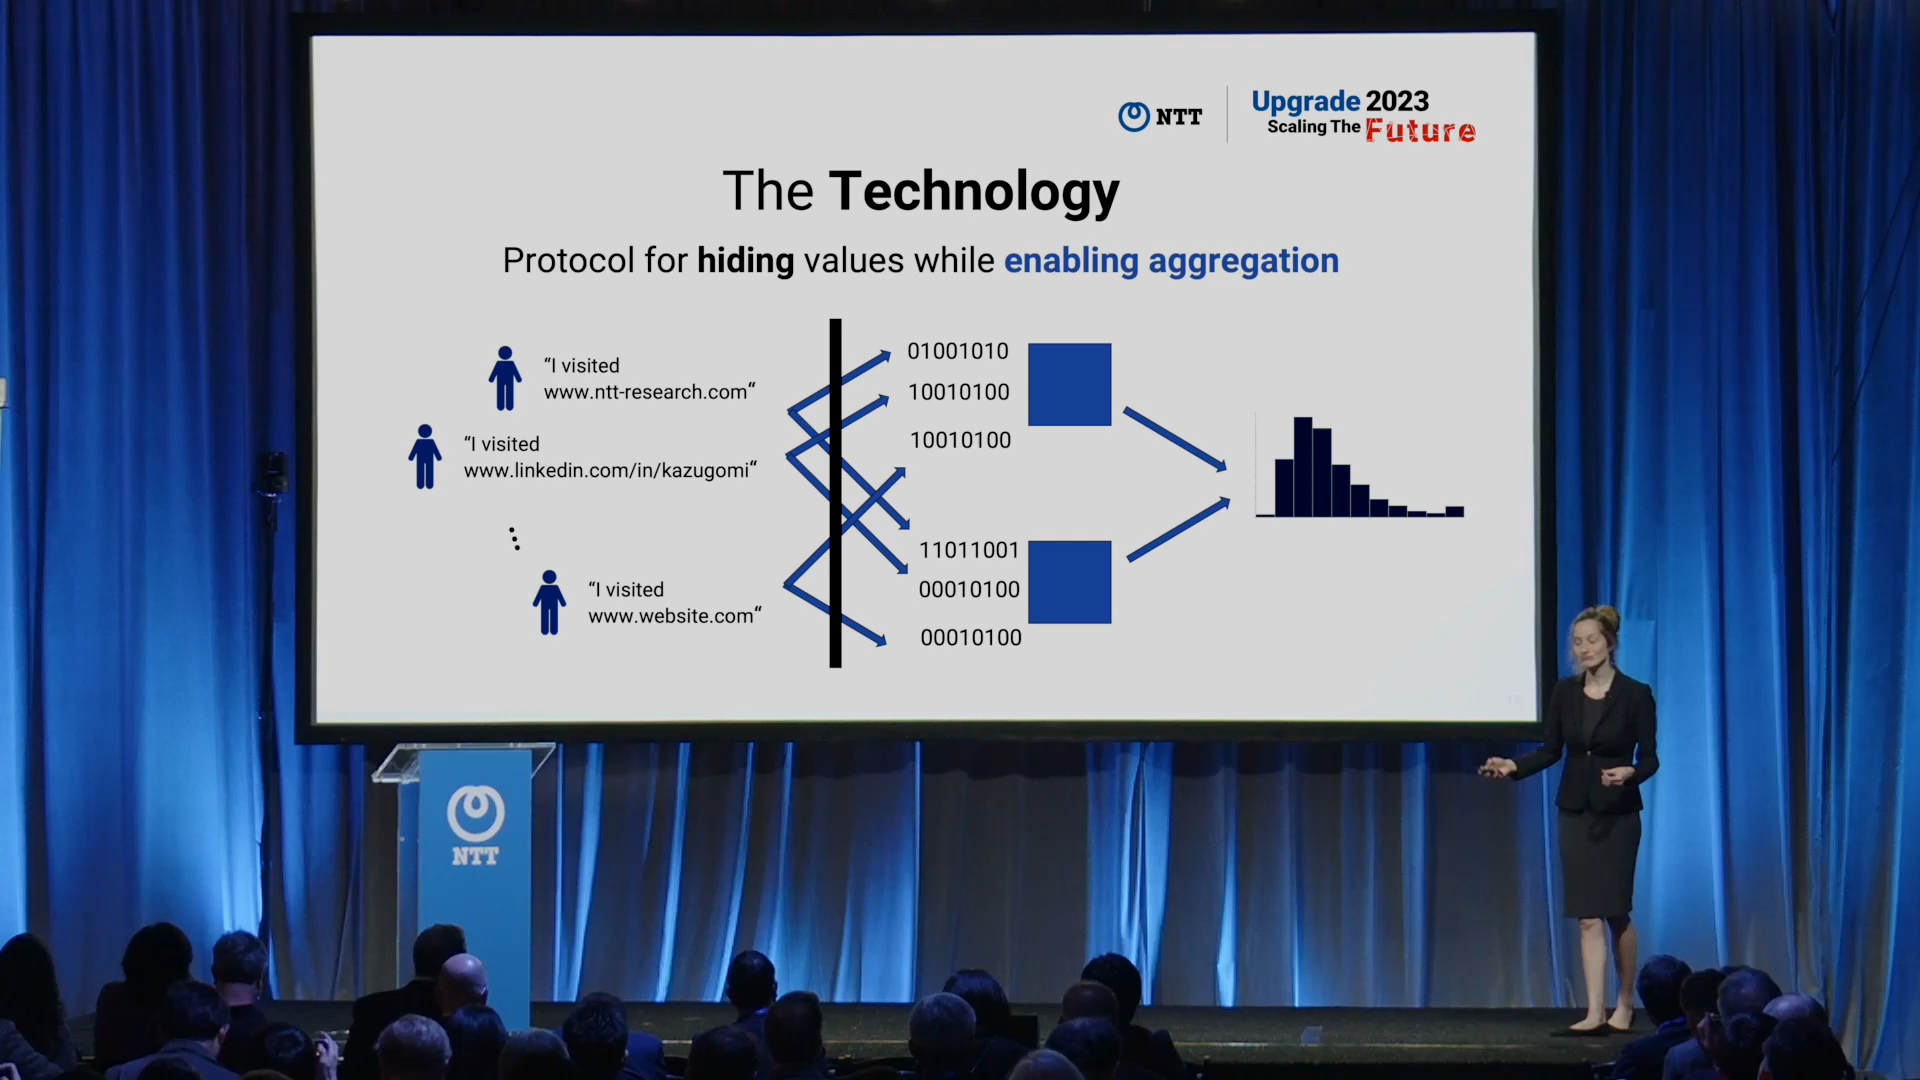 NTT
Upgrade 2023
Scaling The Future
The Technology
Protocol for hiding values while enabling aggregation
“I visited
www.ntt-research.com“
“I visited
www.linkedin.com/in/kazugomi“
“I visited
www.website.com“
01001010
10010100
10010100
11011001
00010100
00010100
NTT